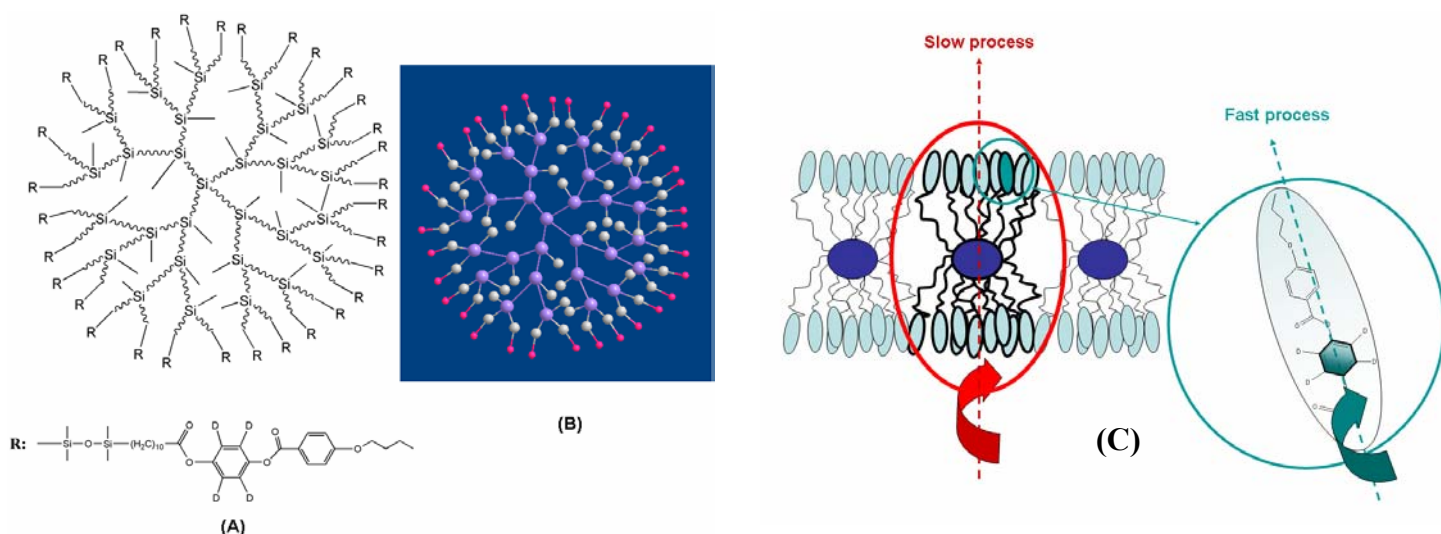 R R
R R
R R
R R
R Si Si R
Si
R Si Si R
Si Si
R Si R
R Si Si Si Si R
R Si Si R
Si
R Si Si Si R
R Si Si Si R
R Si Si Si R
R Si Si Si R
R R
R R
R R R R
(A)
R:
Si O Si (H₂C)₁₀
O
O
D D
D D
O
O
O
(B)
Slow process
(C)
Fast process
O
O
D
D
D
D
O